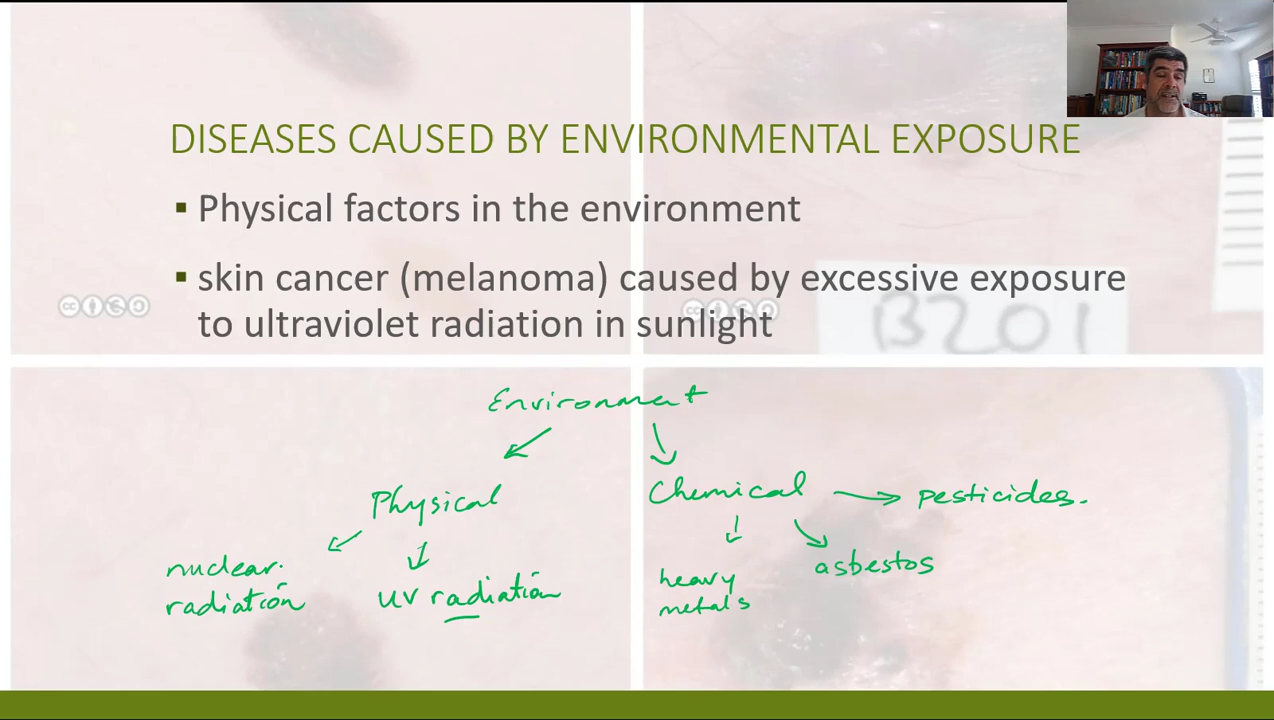 DISEASES CAUSED BY ENVIRONMENTAL EXPOSURE
▪ Physical factors in the environment
▪ skin cancer (melanoma) caused by excessive exposure
to ultraviolet radiation in sunlight
B201
Environment
Physical
Chemical → pesticides.
nuclear.
radiation
UV radiation
heavy
metals
asbestos